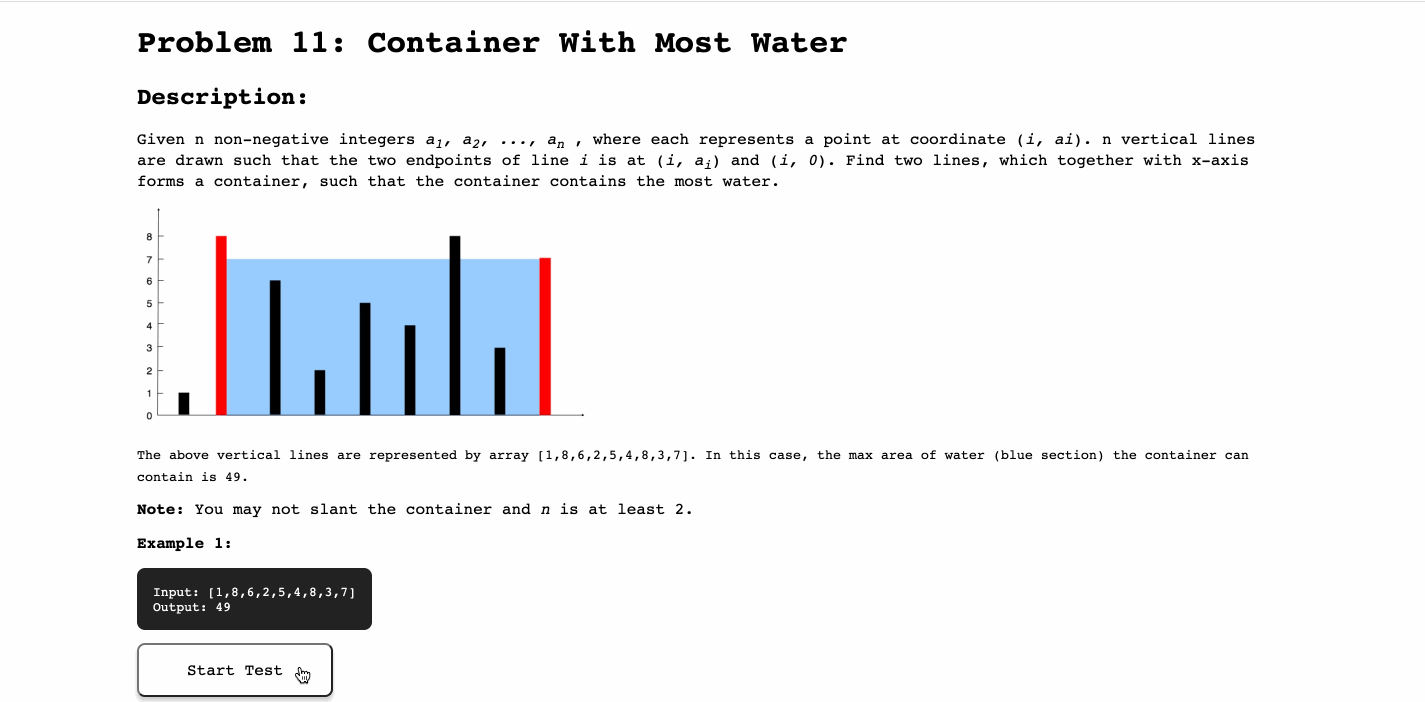 Problem 11: Container With Most Water
Description:
Given n non-negative integers a1, a2, ..., an , where each represents a point at coordinate (i, ai). n vertical lines
are drawn such that the two endpoints of line i is at (i, ai) and (i, 0). Find two lines, which together with x-axis
forms a container, such that the container contains the most water.
8
7
6
5
4
3
2
1
0
The above vertical lines are represented by array [1,8,6,2,5,4,8,3,7]. In this case, the max area of water (blue section) the container can
contain is 49.
Note: You may not slant the container and n is at least 2.
Example 1:
Input: [1,8,6,2,5,4,8,3,7]
Output: 49
Start Test